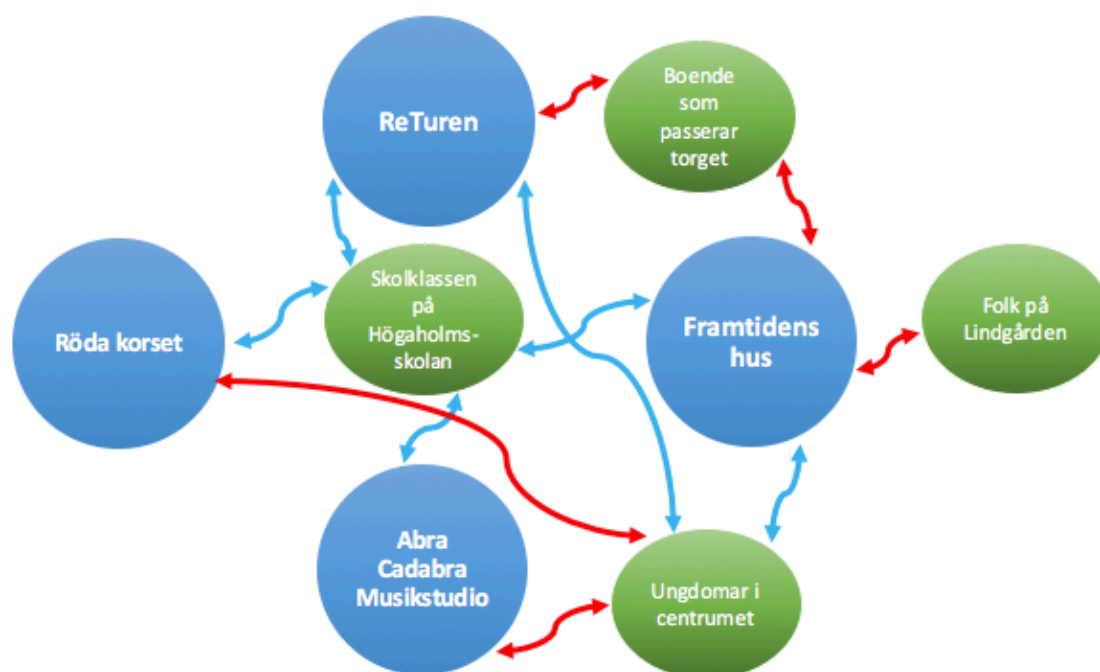 ReTuren
Boende
som
passerar
torget
Skolklassen
på
Högaholms-
skolan
Röda korset
Framtidens
hus
Folk på
Lindgården
Abra
Cadabra
Musikstudio
Ungdomar i
centrumet